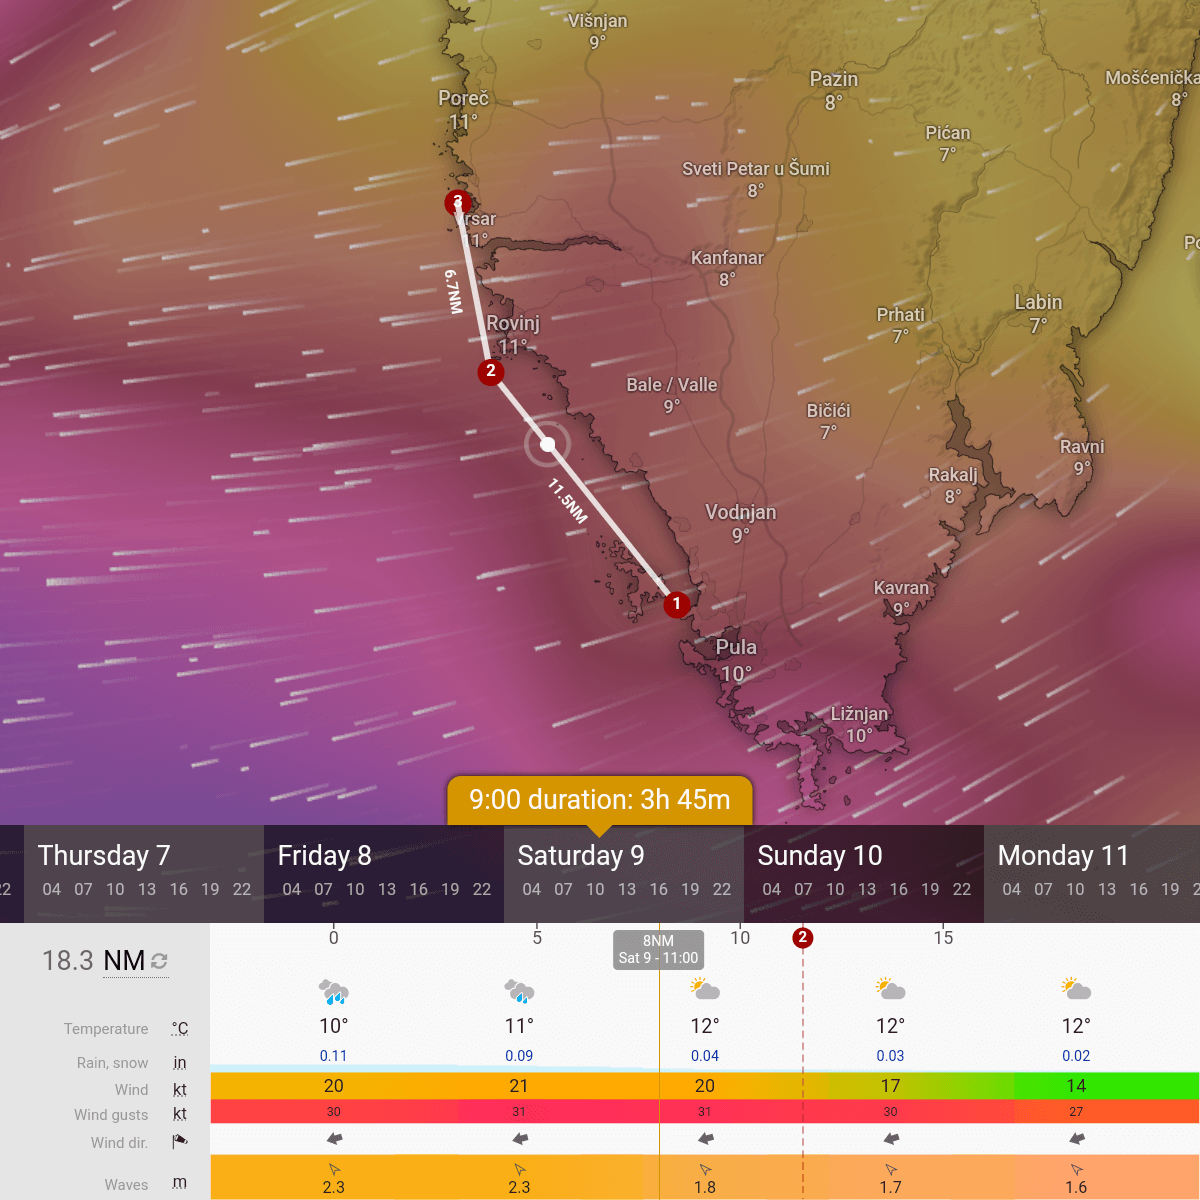 Višnjan
9°
Pazin
8°
Mošćenička
8°
Poreč
11°
Pićan
7°
Sveti Petar u Šumi
8°
3
rsar
11°
Po
Kanfanar
8°
6.7NM
Labin
7°
Prhati
7°
Rovinj
11°
2
Bale / Valle
9°
Bičići
7°
Ravni
9°
Rakalj
8°
11.5NM
Vodnjan
9°
Kavran
9°
1
Pula
10°
Ližnjan
10°
9:00 duration: 3h 45m
Thursday 7 Friday 8 Saturday 9 Sunday 10 Monday 11
22 04 07 10 13 16 19 22 04 07 10 13 16 19 22 04 07 10 13 16 19 22 04 07 10 13 16 19 22 04 07 10 13 16 19 2
0 5 10 2 15
8NM
Sat 9 - 11:00
18.3 NM
Temperature °C 10° 11° 12° 12° 12°
Rain, snow in 0.11 0.09 0.04 0.03 0.02
Wind kt 20 21 20 17 14
Wind gusts kt 30 31 31 30 27
Wind dir.
Waves m 2.3 2.3 1.8 1.7 1.6